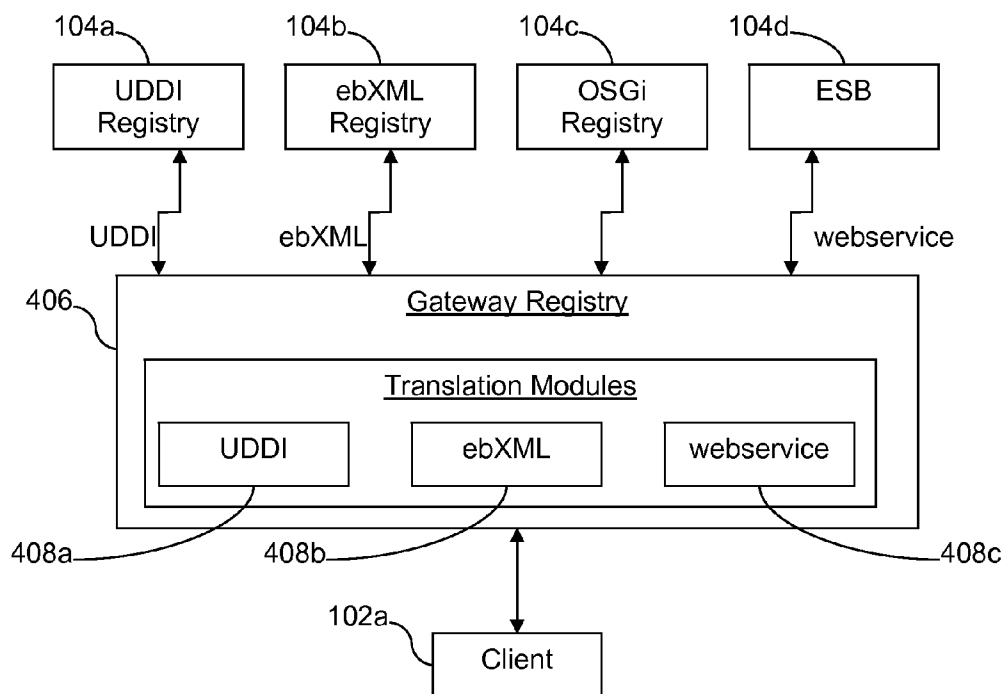 104a
104b
104c
104d
UDDI
Registry
ebXML
Registry
OSGi
Registry
ESB
UDDI
ebXML
webservice
406
Gateway Registry
Translation Modules
UDDI
ebXML
webservice
408a
408b
408c
102a
Client